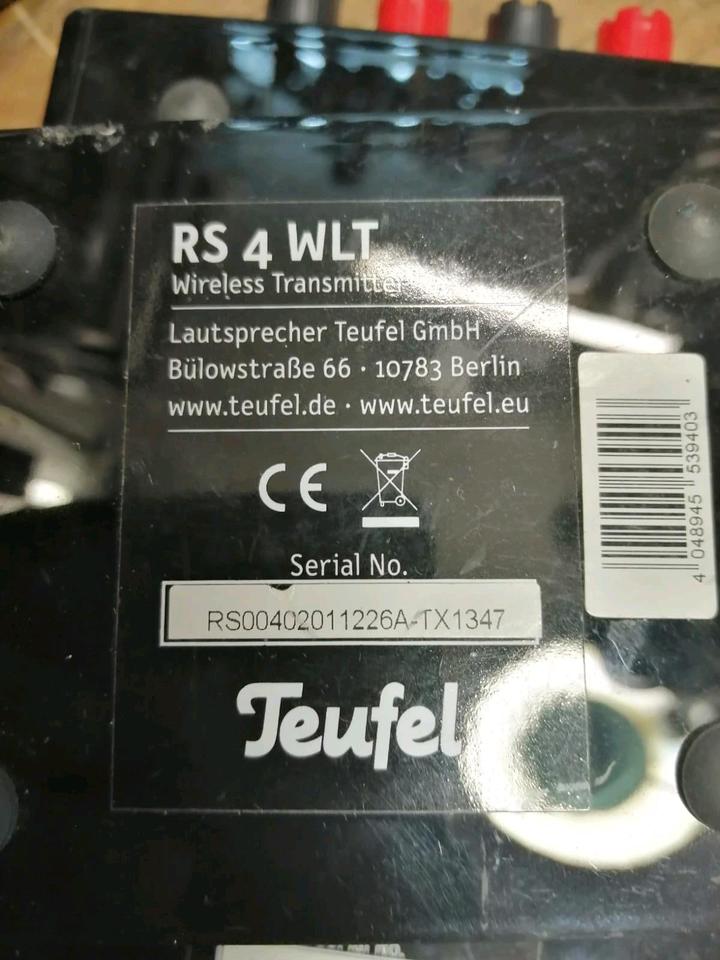 RS 4 WLT
Wireless Transmitter
Lautsprecher Teufel GmbH
Bülowstraße 66 · 10783 Berlin
www.teufel.de · www.teufel.eu
CE
Serial No.
RS00402011226A-TX1347
Teufel
4 048945 539403